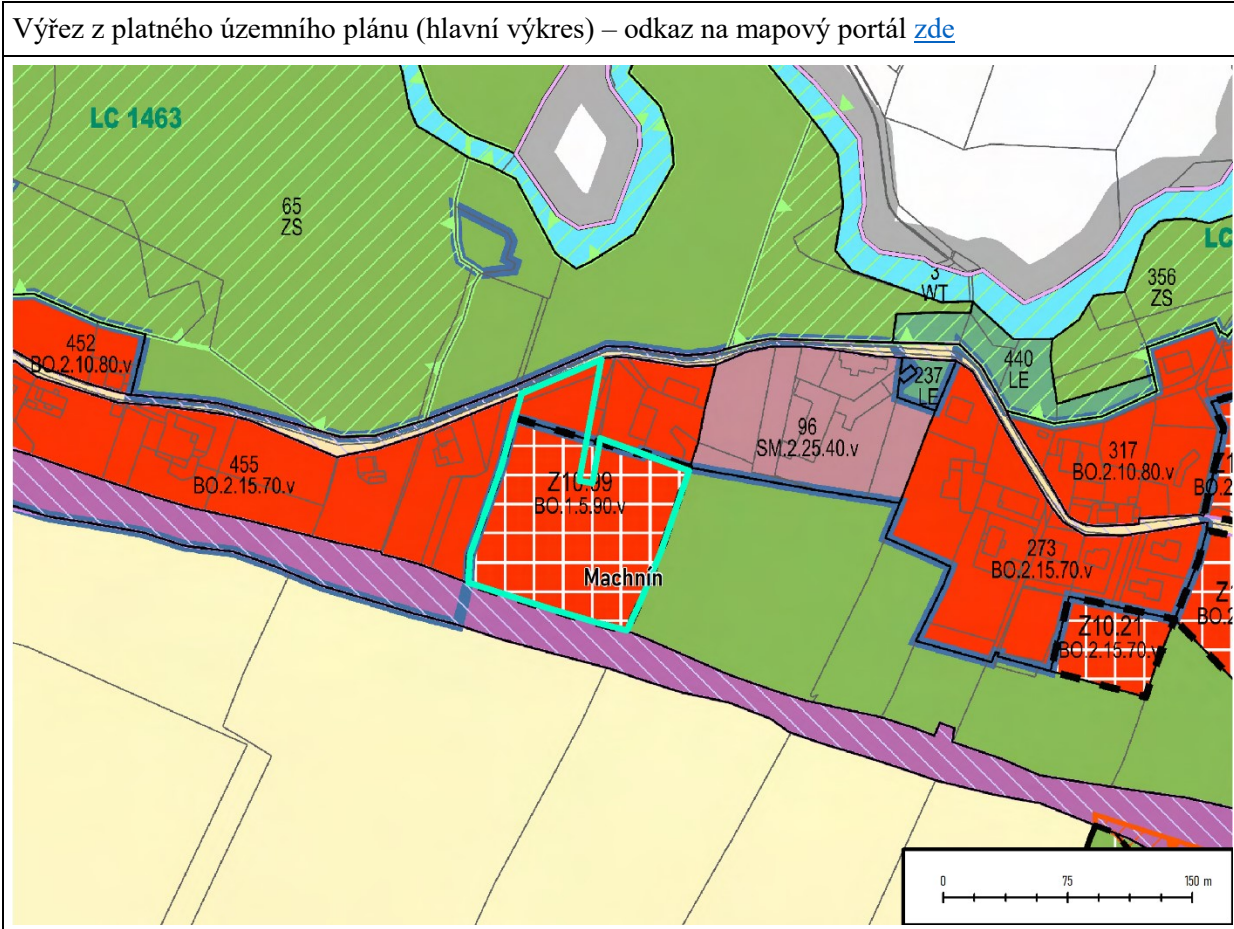 Výřez z platného územního plánu (hlavní výkres) – odkaz na mapový portál zde
LC 1463
65
ZS
LC
3
WT
356
ZS
452
BO.2.10.80.v
440
LE
237
LE
96
SM.2.25.40.v
317
BO.2.10.80.v
455
BO.2.15.70.v
BO.1.5.90.v
273
BO.2.15.70.v
Machnín
Z10.21
BO.2.15.70.v
0 75 150 m